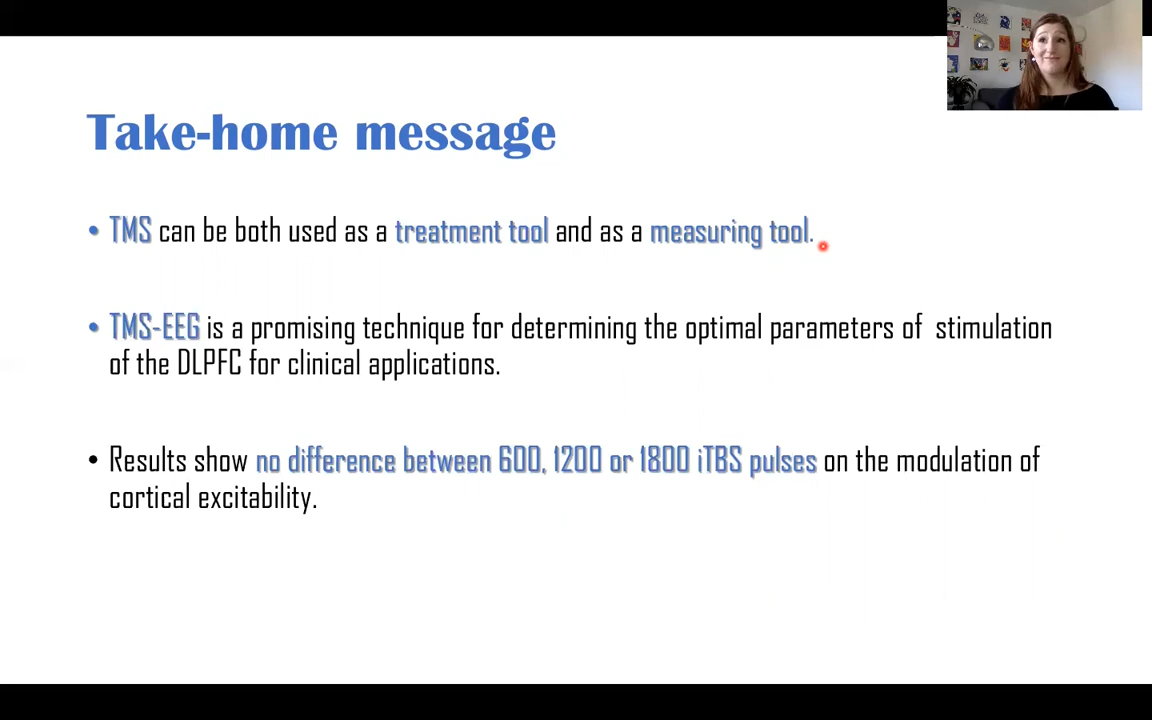 Take-home message
• TMS can be both used as a treatment tool and as a measuring tool.
• TMS-EEG is a promising technique for determining the optimal parameters of stimulation
of the DLPFC for clinical applications.
• Results show no difference between 600, 1200 or 1800 iTBS pulses on the modulation of
cortical excitability.